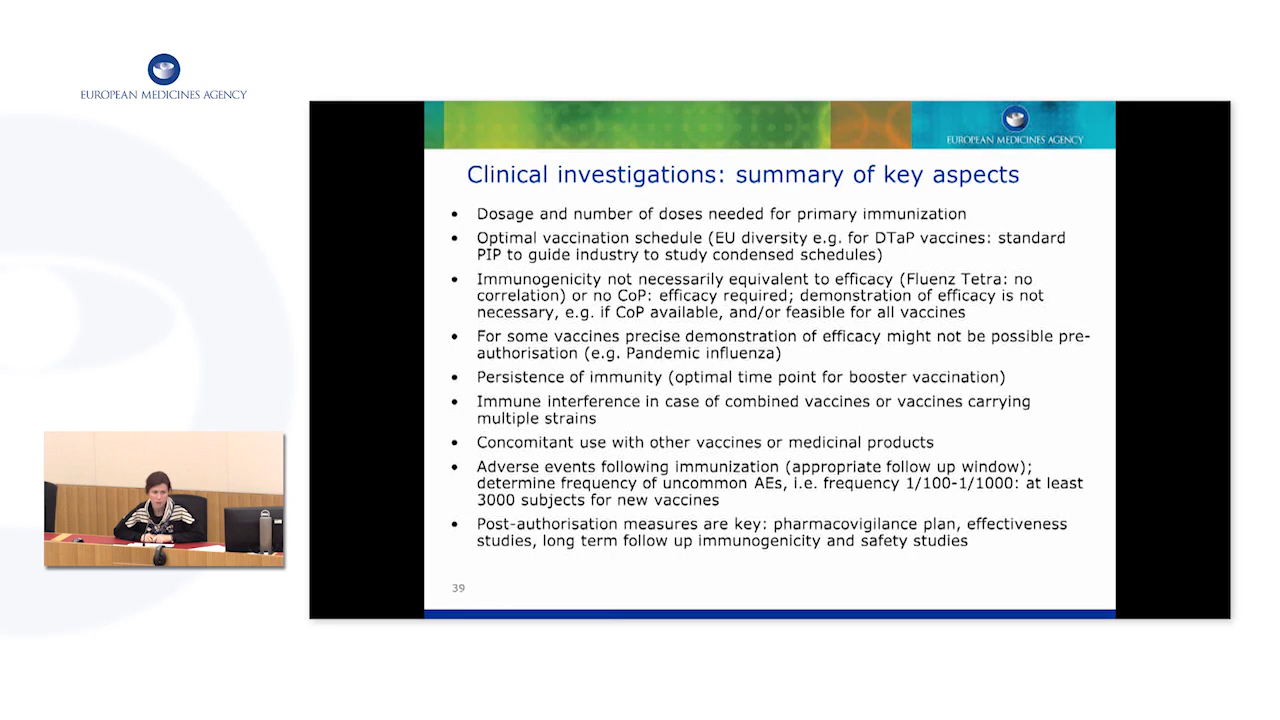 EUROPEAN MEDICINES AGENCY
EUROPEAN MEDICINES AGENCY
Clinical investigations: summary of key aspects
• Dosage and number of doses needed for primary immunization
• Optimal vaccination schedule (EU diversity e.g. for DTaP vaccines: standard
PIP to guide industry to study condensed schedules)
• Immunogenicity not necessarily equivalent to efficacy (Fluenz Tetra: no
correlation) or no CoP: efficacy required; demonstration of efficacy is not
necessary, e.g. if CoP available, and/or feasible for all vaccines
• For some vaccines precise demonstration of efficacy might not be possible pre-
authorisation (e.g. Pandemic influenza)
• Persistence of immunity (optimal time point for booster vaccination)
• Immune interference in case of combined vaccines or vaccines carrying
multiple strains
• Concomitant use with other vaccines or medicinal products
• Adverse events following immunization (appropriate follow up window);
determine frequency of uncommon AEs, i.e. frequency 1/100-1/1000: at least
3000 subjects for new vaccines
• Post-authorisation measures are key: pharmacovigilance plan, effectiveness
studies, long term follow up immunogenicity and safety studies
39